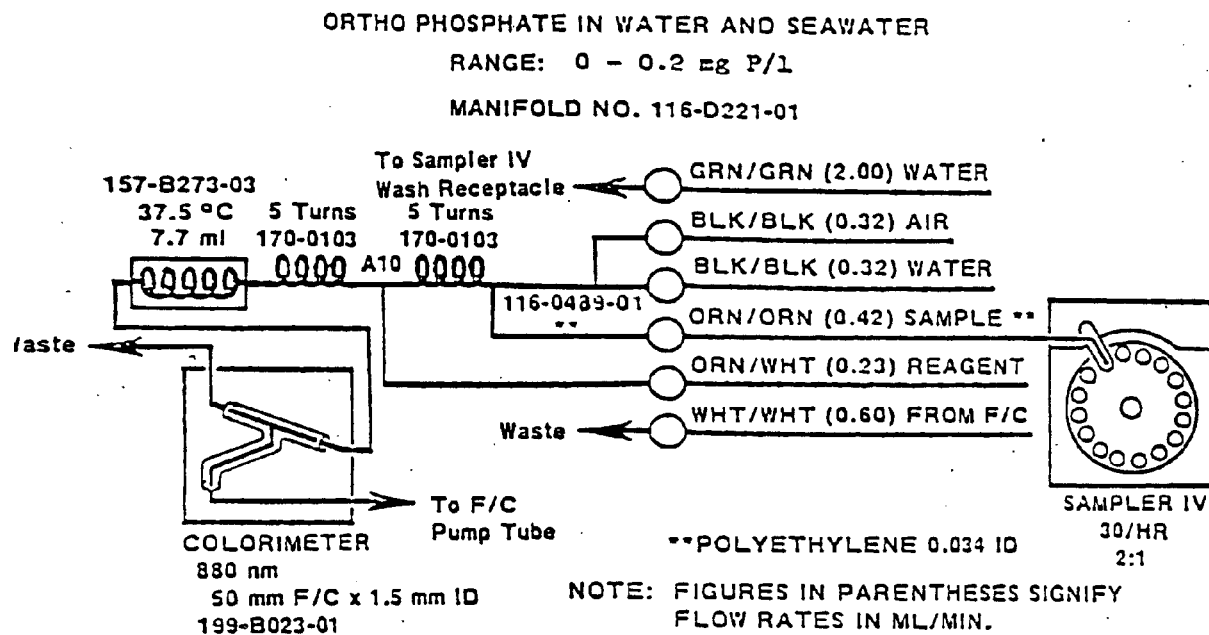 ORTHO PHOSPHATE IN WATER AND SEAWATER
RANGE: 0 - 0.2 mg P/l
MANIFOLD NO. 116-D221-01
To Sampler IV
Wash Receptacle
GRN/GRN (2.00) WATER
157-B273-03
37.5 °C
7.7 ml
5 Turns
170-0103
A10
5 Turns
170-0103
BLK/BLK (0.32) AIR
BLK/BLK (0.32) WATER
116-0489-01
**
ORN/ORN (0.42) SAMPLE **
ORN/WHT (0.23) REAGENT
Waste
WHT/WHT (0.60) FROM F/C
/aste
To F/C
Pump Tube
COLORIMETER
880 nm
50 mm F/C x 1.5 mm ID
199-B023-01
SAMPLER IV
30/HR
2:1
**POLYETHYLENE 0.034 ID
NOTE: FIGURES IN PARENTHESES SIGNIFY
FLOW RATES IN ML/MIN.